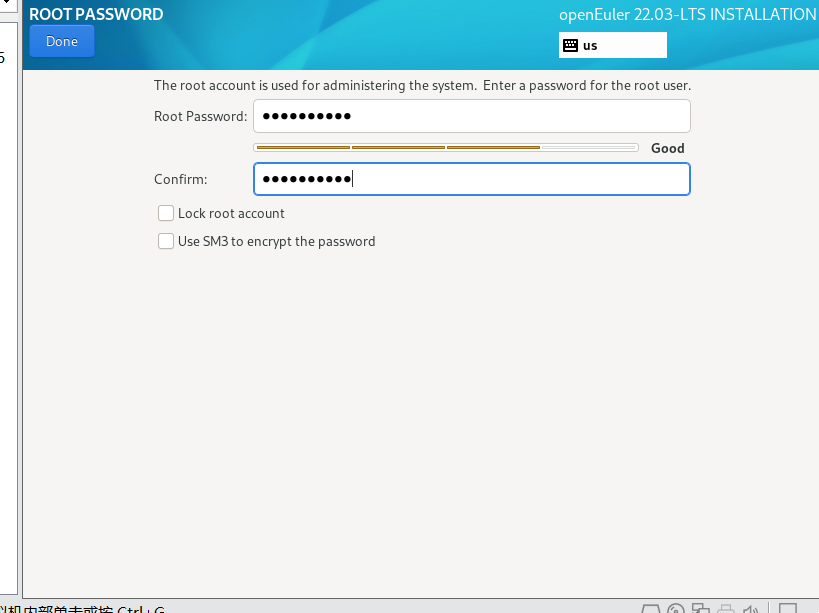 ROOT PASSWORD
openEuler 22.03-LTS INSTALLATION
Done
us
5
The root account is used for administering the system. Enter a password for the root user.
Root Password: ●●●●●●●●●●
Good
Confirm: ●●●●●●●●●●
Lock root account
Use SM3 to encrypt the password
机内部单击或按 Ctrl+G